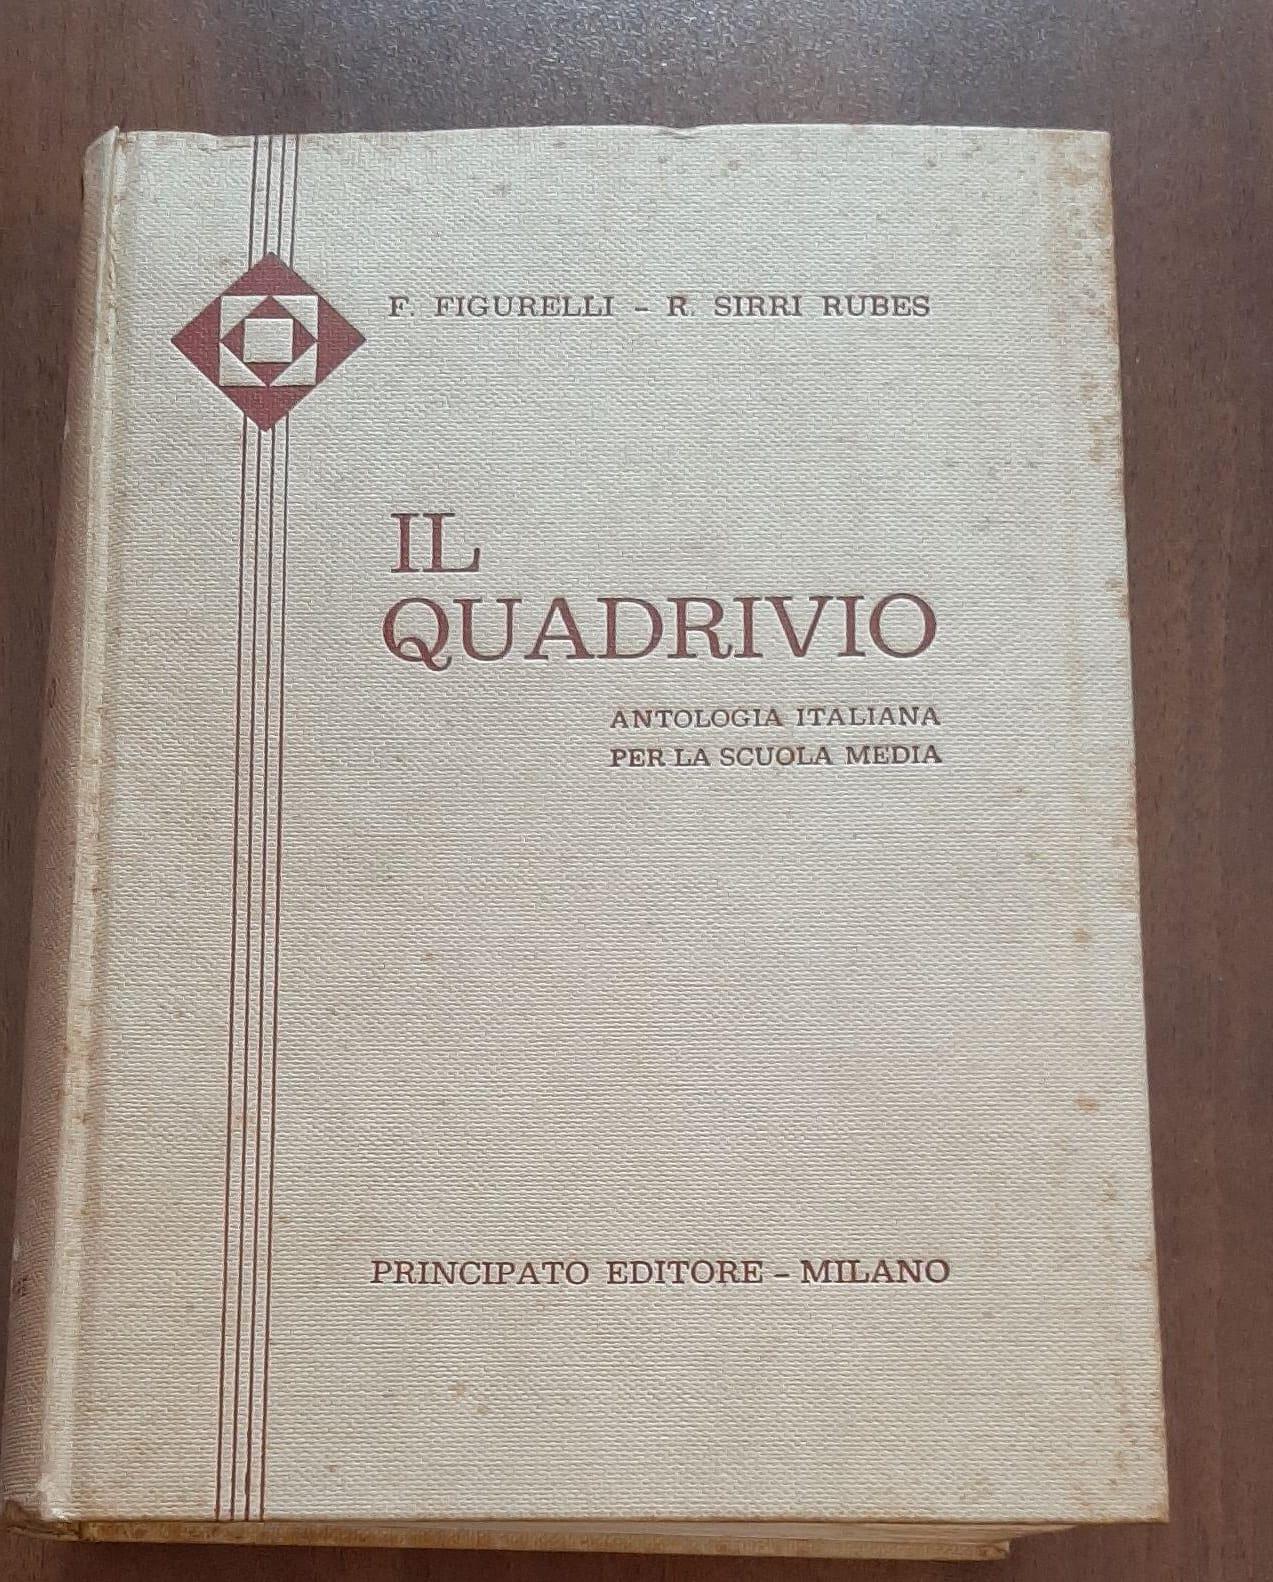 F. FIGURELLI - R. SIRRI RUBES
IL
QUADRIVIO
ANTOLOGIA ITALIANA
PER LA SCUOLA MEDIA
PRINCIPATO EDITORE - MILANO